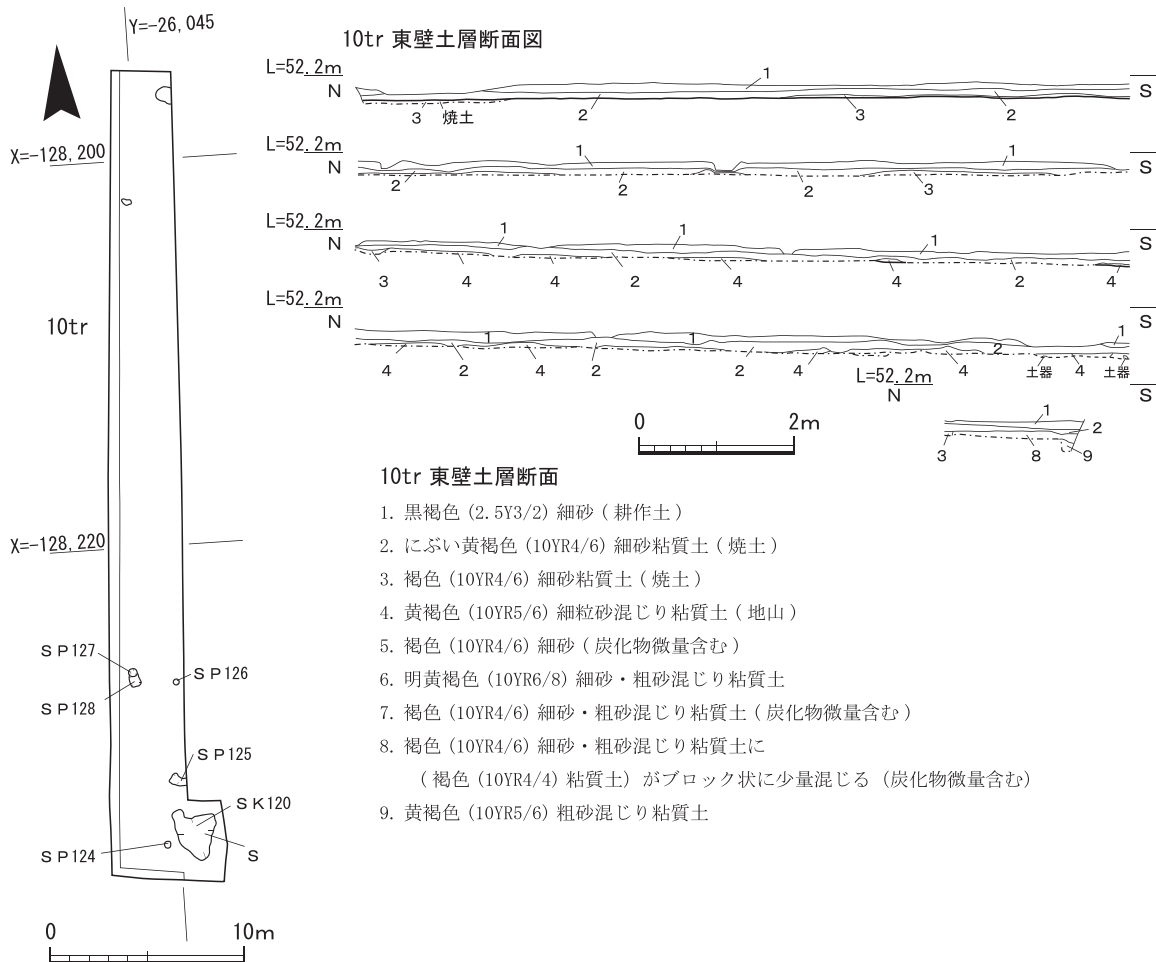 Y=-26,045
X=-128,200
10tr
X=-128,220
SP127
SP126
SP128
SP125
SK120
SP124
S
0 10m
10tr 東壁土層断面図
L=52.2m
N
1
S
3 焼土 2 3 2
L=52.2m
N
1 1
S
2 2 2 3
L=52.2m
N
1 1 1
S
3 4 4 2 4 4 2 4
L=52.2m
N
1 1 2 1
S
4 2 4 2 2 4 4 土器 4 土器
L=52.2m
N
S
1
2
3 8 9
0 2m
10tr 東壁土層断面
1. 黒褐色 (2.5Y3/2) 細砂 ( 耕作土 )
2. にぶい黄褐色 (10YR4/6) 細砂粘質土 ( 焼土 )
3. 褐色 (10YR4/6) 細砂粘質土 ( 焼土 )
4. 黄褐色 (10YR5/6) 細粒砂混じり粘質土 ( 地山 )
5. 褐色 (10YR4/6) 細砂 ( 炭化物微量含む )
6. 明黄褐色 (10YR6/8) 細砂・粗砂混じり粘質土
7. 褐色 (10YR4/6) 細砂・粗砂混じり粘質土 ( 炭化物微量含む )
8. 褐色 (10YR4/6) 細砂・粗砂混じり粘質土に
( 褐色 (10YR4/4) 粘質土) がブロック状に少量混じる (炭化物微量含む)
9. 黄褐色 (10YR5/6) 粗砂混じり粘質土